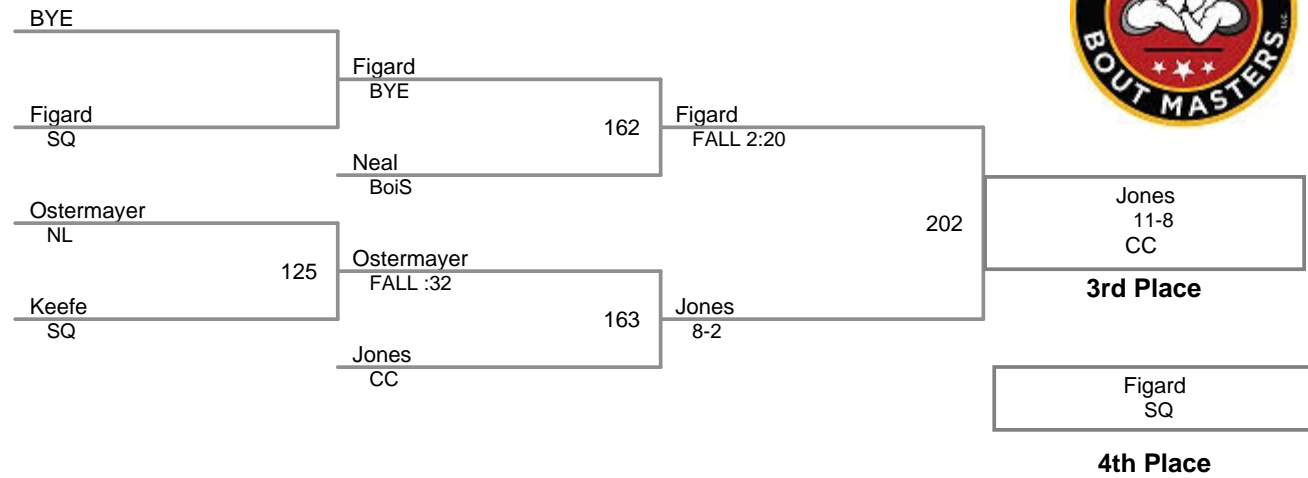 BYE
Figard
SQ
Ostermayer
NL
Keefe
SQ
125
Figard
BYE
Neal
BoiS
Ostermayer
FALL :32
Jones
CC
162
163
Figard
FALL 2:20
Jones
8-2
202
BOUT MASTERS
Jones
11-8
CC
3rd Place
Figard
SQ
4th Place